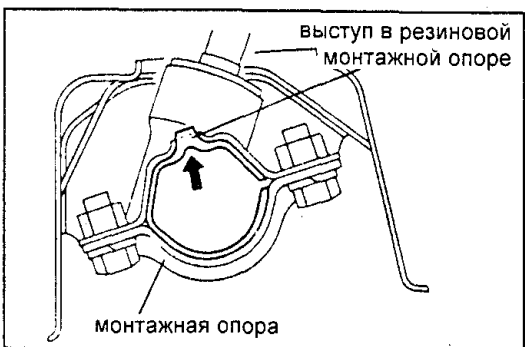 выступ в резиновой
монтажной опоре
монтажная опора